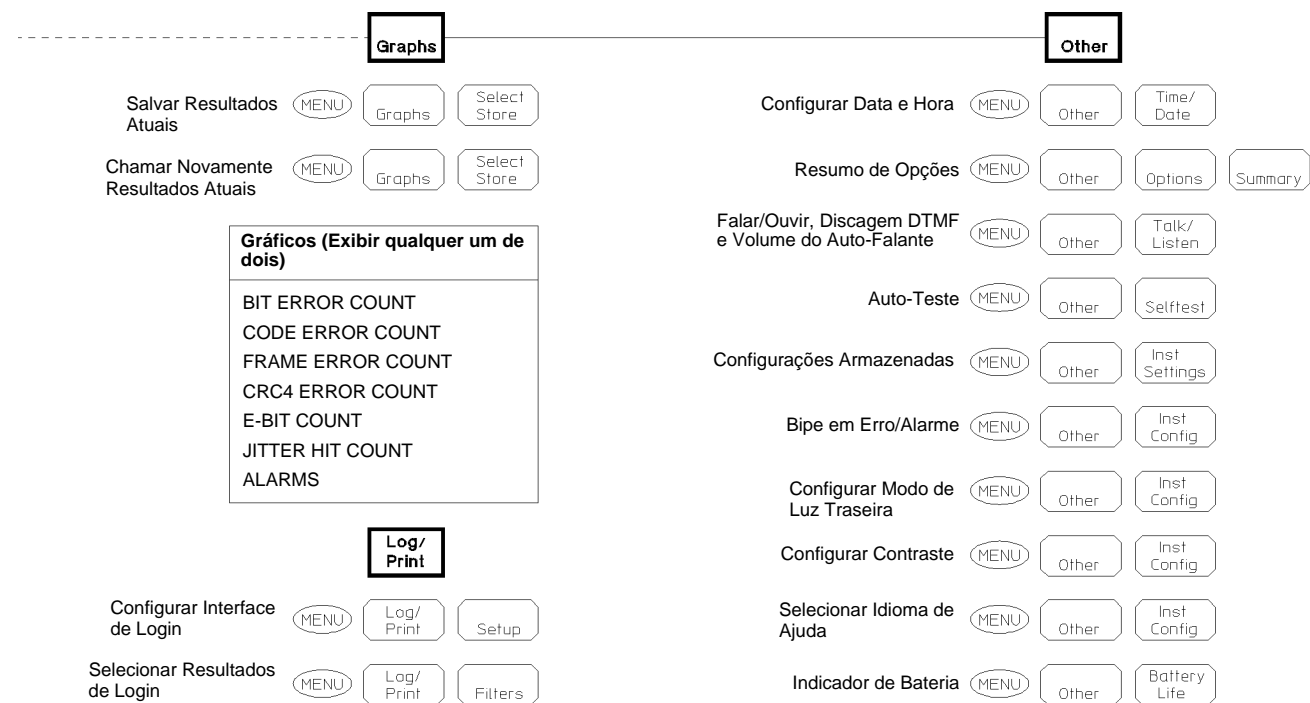 Graphs
Salvar Resultados
Atuais
MENU
Graphs
Select
Store
Chamar Novamente
Resultados Atuais
MENU
Graphs
Select
Store
Gráficos (Exibir qualquer um de
dois)
BIT ERROR COUNT
CODE ERROR COUNT
FRAME ERROR COUNT
CRC4 ERROR COUNT
E-BIT COUNT
JITTER HIT COUNT
ALARMS
Log/
Print
Configurar Interface
de Login
MENU
Log/
Print
Setup
Selecionar Resultados
de Login
MENU
Log/
Print
Filters
Other
Configurar Data e Hora
MENU
Other
Time/
Date
Resumo de Opções
MENU
Other
Options
Summary
Falar/Ouvir, Discagem DTMF
e Volume do Auto-Falante
MENU
Other
Talk/
Listen
Auto-Teste
MENU
Other
Selftest
Configurações Armazenadas
MENU
Other
Inst
Settings
Bipe em Erro/Alarme
MENU
Other
Inst
Config
Configurar Modo de
Luz Traseira
MENU
Other
Inst
Config
Configurar Contraste
MENU
Other
Inst
Config
Selecionar Idioma de
Ajuda
MENU
Other
Inst
Config
Indicador de Bateria
MENU
Other
Battery
Life